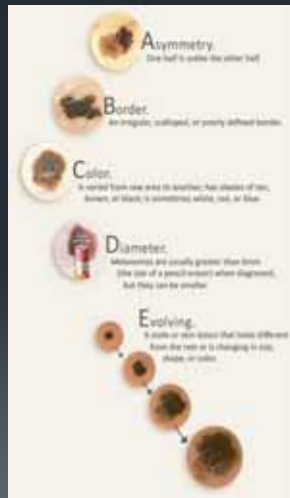 Asymmetry.
One half is unlike the other half.
Border.
An irregular, scalloped, or poorly defined border.
Color.
Is varied from one area to another; has shades of tan,
brown, or black; is sometimes white, red, or blue.
Diameter.
Melanomas are usually greater than 6mm
(the size of a pencil eraser) when diagnosed,
but they can be smaller.
Evolving.
A mole or skin lesion that looks different
from the rest or is changing in size,
shape, or color.